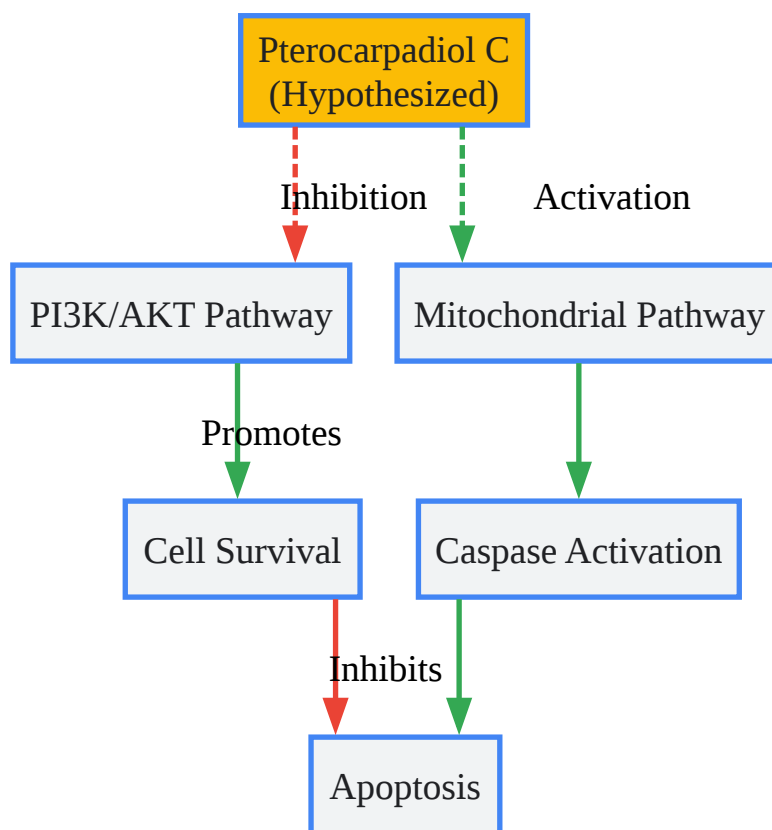 Pterocarpadiol C
(Hypothesized)
Inhibition
Activation
PI3K/AKT Pathway
Mitochondrial Pathway
Promotes
Cell Survival
Caspase Activation
Inhibits
Apoptosis